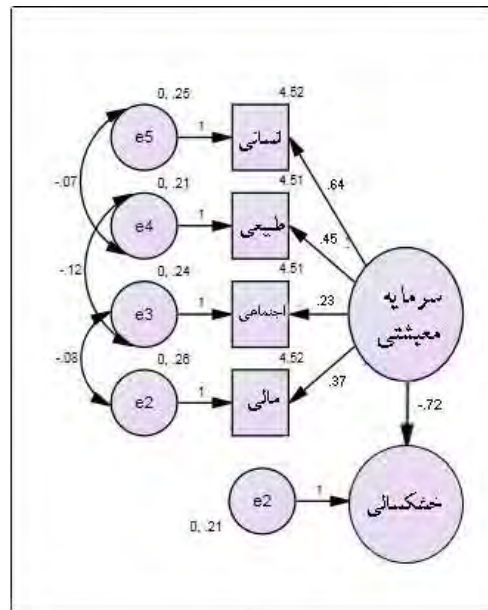 0, .25
4.52
e5
1
انسانی
-.07
.64
0, .21
4.51
e4
1
طبیعی
.45
-.12
0, .24
4.51
e3
1
اجتماعی
.23
سرمایه
معیشتی
-.08
0, .26
4.52
e2
1
مالی
.37
-.72
e2
1
خشکسالی
0, .21